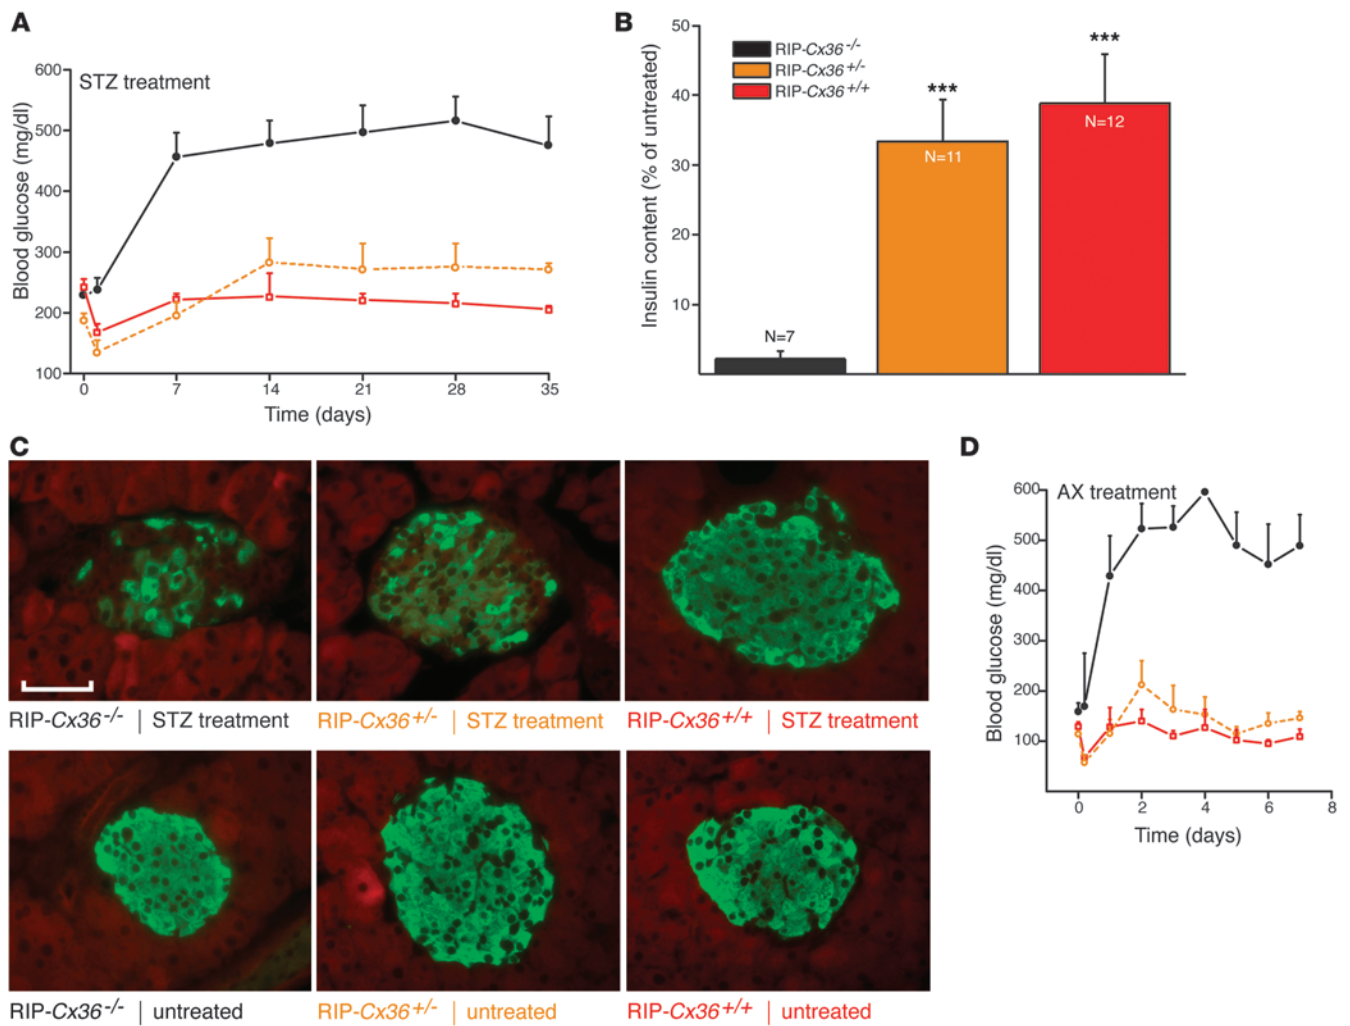 A
STZ treatment
Blood glucose (mg/dl)
600
500
400
300
200
100
0 7 14 21 28 35
Time (days)
B
Insulin content (% of untreated)
50
40
30
20
10
RIP-Cx36-/-
RIP-Cx36+/-
RIP-Cx36+/+
***
***
N=7
N=11
N=12
C
RIP-Cx36-/- | STZ treatment
RIP-Cx36+/- | STZ treatment
RIP-Cx36+/+ | STZ treatment
RIP-Cx36-/- | untreated
RIP-Cx36+/- | untreated
RIP-Cx36+/+ | untreated
D
AX treatment
Blood glucose (mg/dl)
600
500
400
300
200
100
0 2 4 6 8
Time (days)